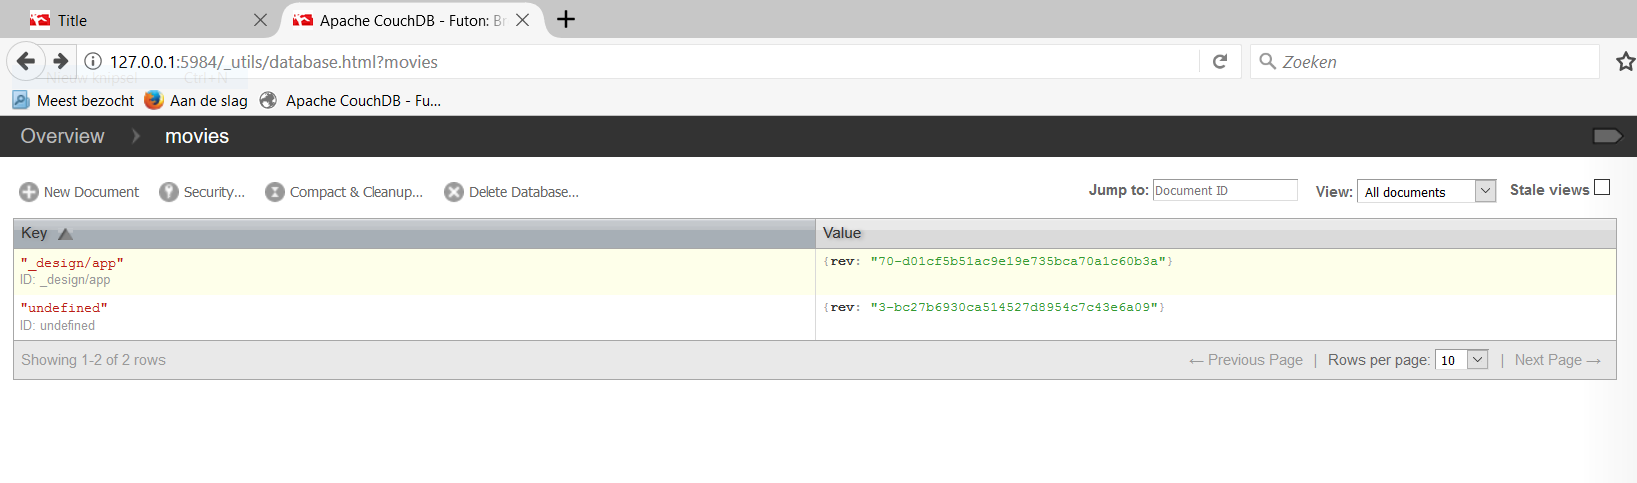 Title
Apache CouchDB - Futon: Br
127.0.0.1:5984/_utils/database.html?movies
Zoeken
Nieuw knipsel Ctrl+N
Meest bezocht Aan de slag Apache CouchDB - Fu...
Overview movies
New Document Security... Compact & Cleanup... Delete Database... Jump to: Document ID View: All documents Stale views
Key Value
"_design/app" {rev: "70-d01cf5b51ac9e19e735bca70a1c60b3a"}
ID: _design/app
"undefined" {rev: "3-bc27b6930ca514527d8954c7c43e6a09"}
ID: undefined
Showing 1-2 of 2 rows ← Previous Page | Rows per page: 10 | Next Page →